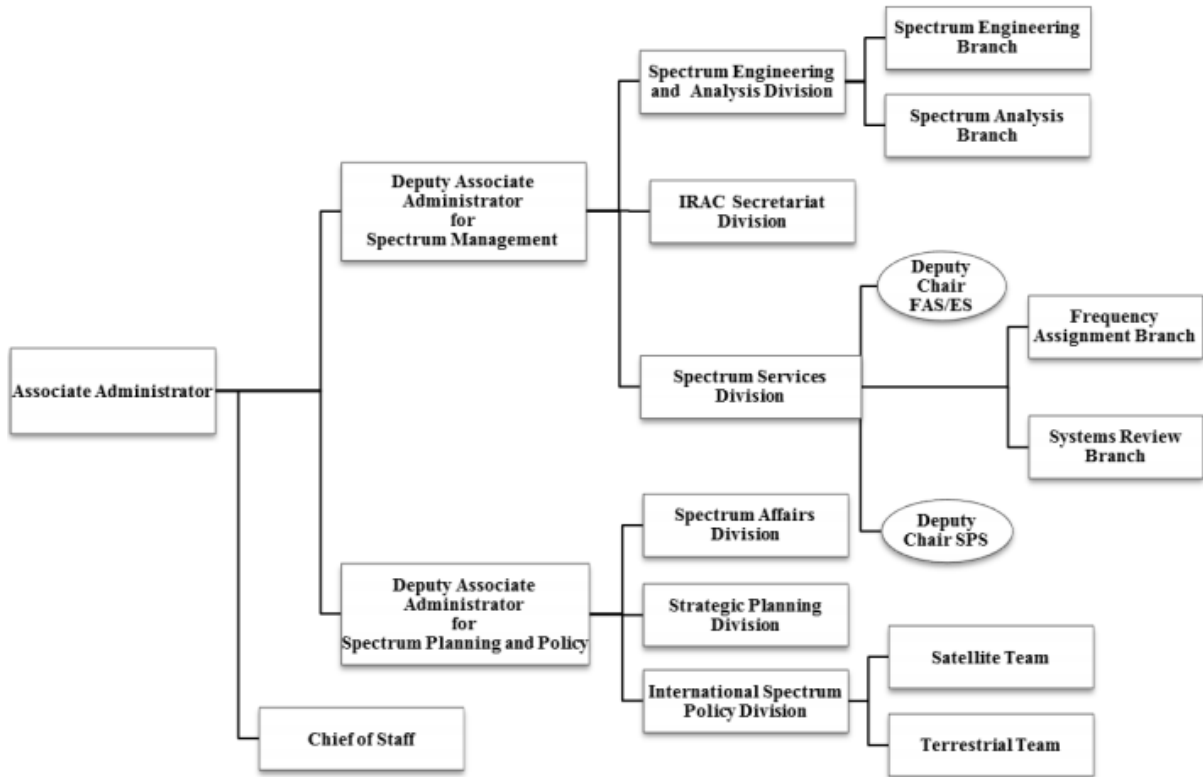 Spectrum Engineering
Branch
Spectrum Engineering
and Analysis Division
Spectrum Analysis
Branch
Deputy Associate
Administrator
for
Spectrum Management
IRAC Secretariat
Division
Deputy
Chair
FAS/ES
Frequency
Assignment Branch
Associate Administrator
Spectrum Services
Division
Systems Review
Branch
Spectrum Affairs
Division
Deputy
Chair SPS
Deputy Associate
Administrator
for
Spectrum Planning and Policy
Strategic Planning
Division
Satellite Team
International Spectrum
Policy Division
Chief of Staff
Terrestrial Team